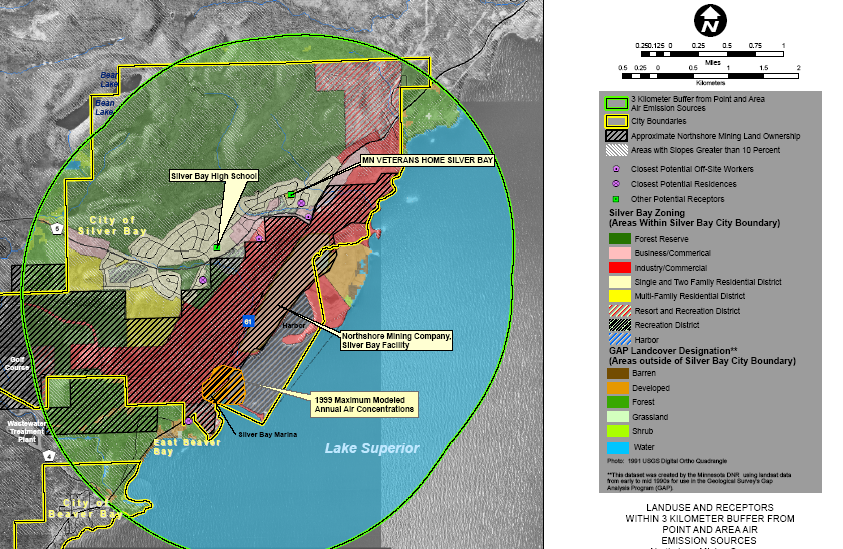 Bear
Lake
Bean
Lake
MN VETERANS HOME SILVER BAY
Silver Bay High School
5
City of
Silver Bay
61
Harbor
Northshore Mining Company,
Silver Bay Facility
Golf
Course
1999 Maximum Modeled
Annual Air Concentrations
Wastewater
Treatment
Plant
Silver Bay Marina
East Beaver
Bay
Lake Superior
4
City of
Beaver Bay
N
0.25 0.125 0 0.25 0.5 0.75 1
Miles
0.5 0.25 0 0.5 1 1.5 2
Kilometers
3 Kilometer Buffer from Point and Area
Air Emission Sources
City Boundaries
Approximate Northshore Mining Land Ownership
Areas with Slopes Greater than 10 Percent
Closest Potential Off-Site Workers
Closest Potential Residences
Other Potential Receptors
Silver Bay Zoning
(Areas Within Silver Bay City Boundary)
Forest Reserve
Business/Commerical
Industry/Commercial
Single and Two Family Residential District
Multi-Family Residential District
Resort and Recreation District
Recreation District
Harbor
GAP Landcover Designation**
(Areas outside of Silver Bay City Boundary)
Barren
Developed
Forest
Grassland
Shrub
Water
Photo: 1991 USGS Digital Ortho Quadrangle
**This dataset was created by the Minnesota DNR using landsat data
from early to mid 1990s for use in the Geological Survey's Gap
Analysis Program (GAP).
LANDUSE AND RECEPTORS
WITHIN 3 KILOMETER BUFFER FROM
POINT AND AREA AIR
EMISSION SOURCES